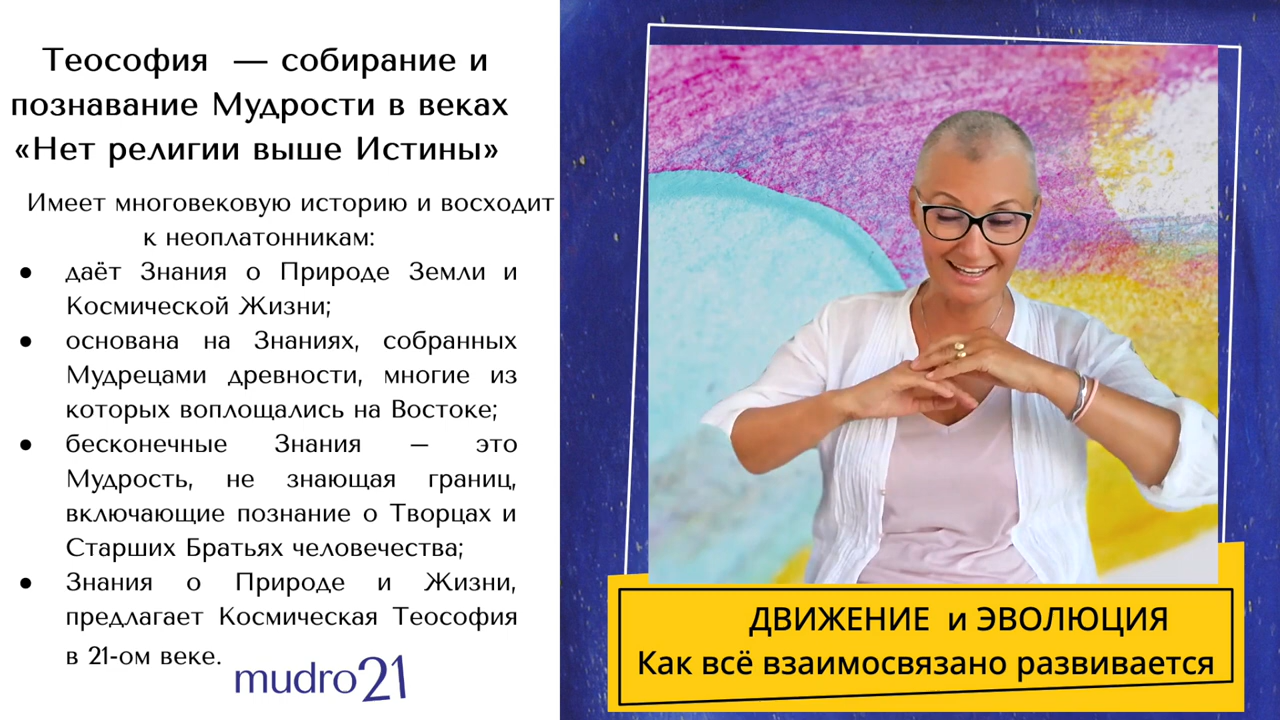 Теософия — собирание и
познавание Мудрости в веках
«Нет религии выше Истины»
Имеет многовековую историю и восходит
к неоплатонникам:
● даёт Знания о Природе Земли и
Космической Жизни;
● основана на Знаниях, собранных
Мудрецами древности, многие из
которых воплощались на Востоке;
● бесконечные Знания – это
Мудрость, не знающая границ,
включающие познание о Творцах и
Старших Братьях человечества;
● Знания о Природе и Жизни,
предлагает Космическая Теософия
в 21-ом веке.
mudro21
ДВИЖЕНИЕ и ЭВОЛЮЦИЯ
Как всё взаимосвязано развивается